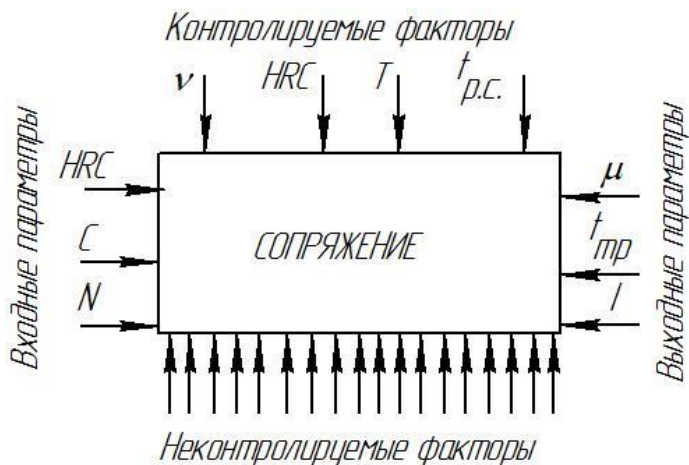 Контролируемые факторы
ν HRC T t р.с.
Входные параметры
HRC
C
N
СОПРЯЖЕНИЕ
μ
t тр
I
Выходные параметры
Неконтролируемые факторы